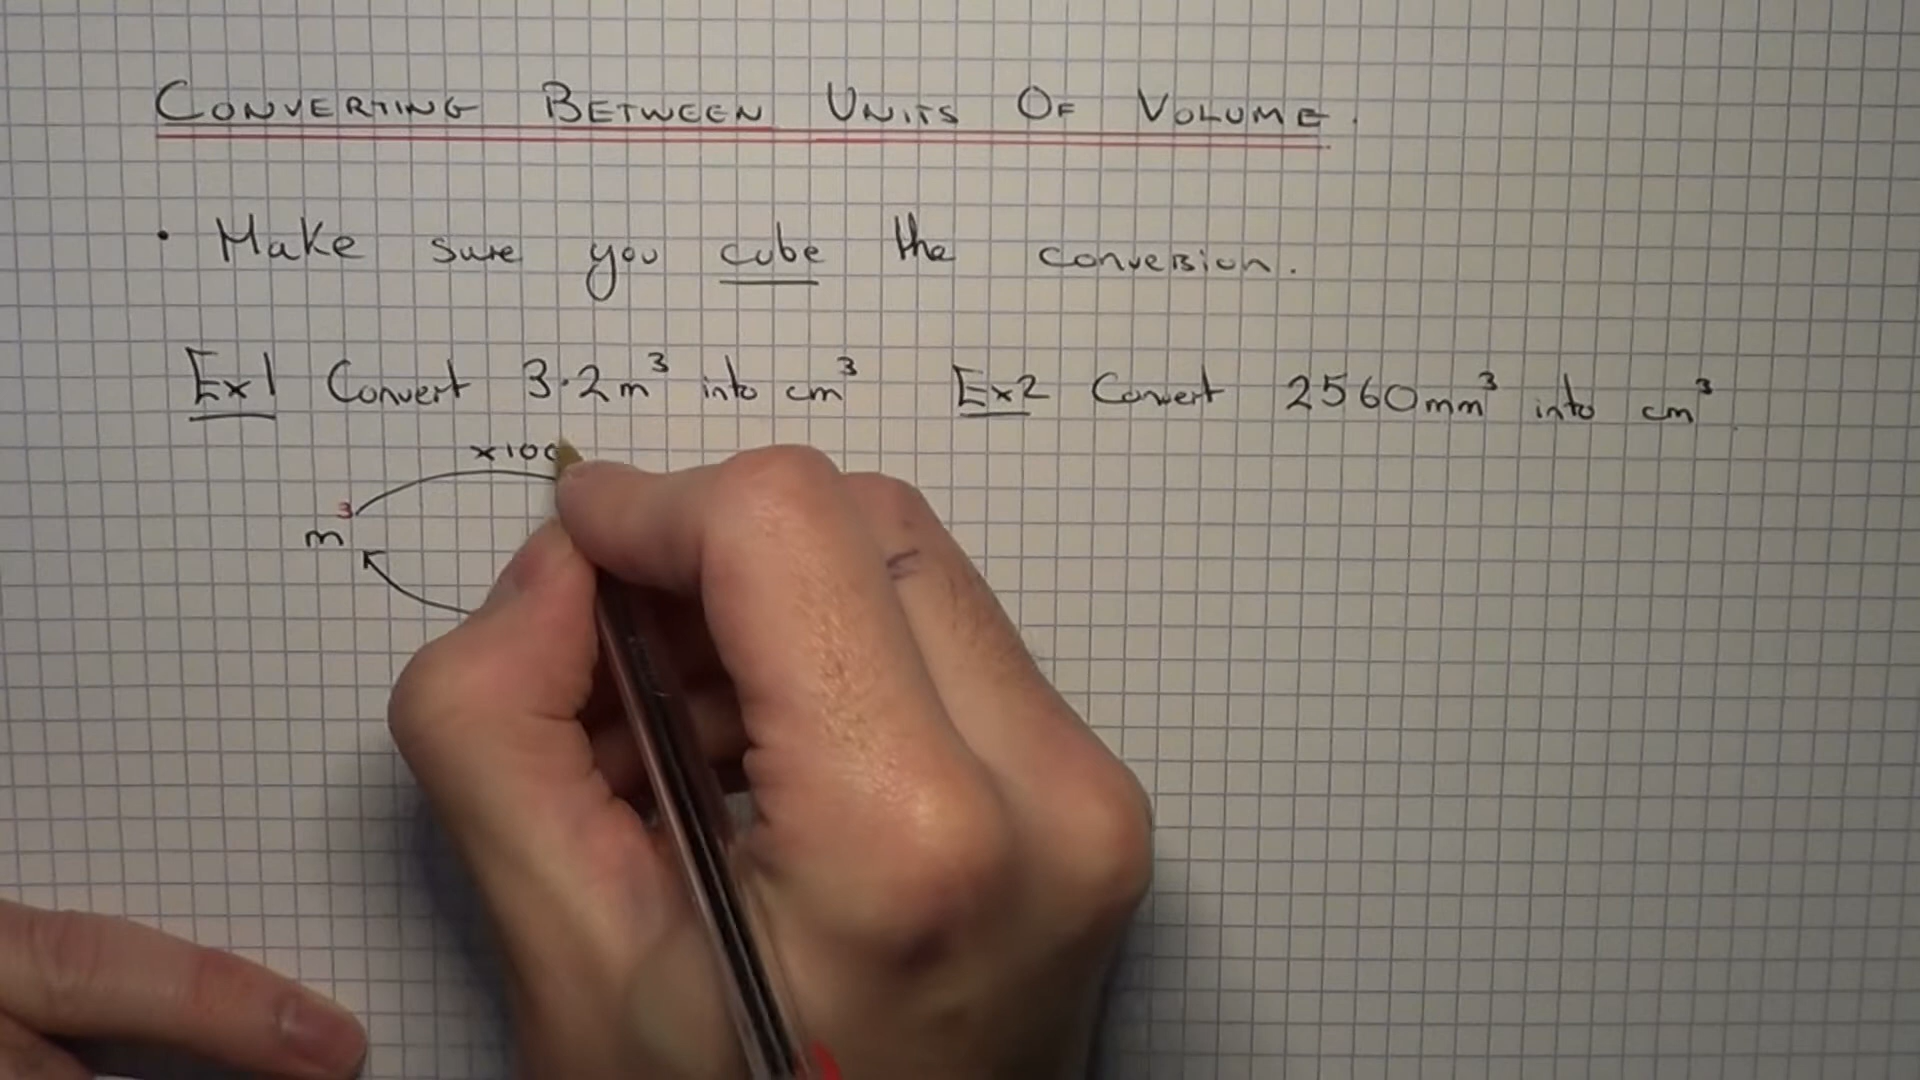 CONVERTING BETWEEN UNITS OF VOLUME.
• Make sure you cube the conversion.
Ex1 Convert 3·2m³ into cm³ Ex2 Convert 2560mm³ into cm³.
×100
m³